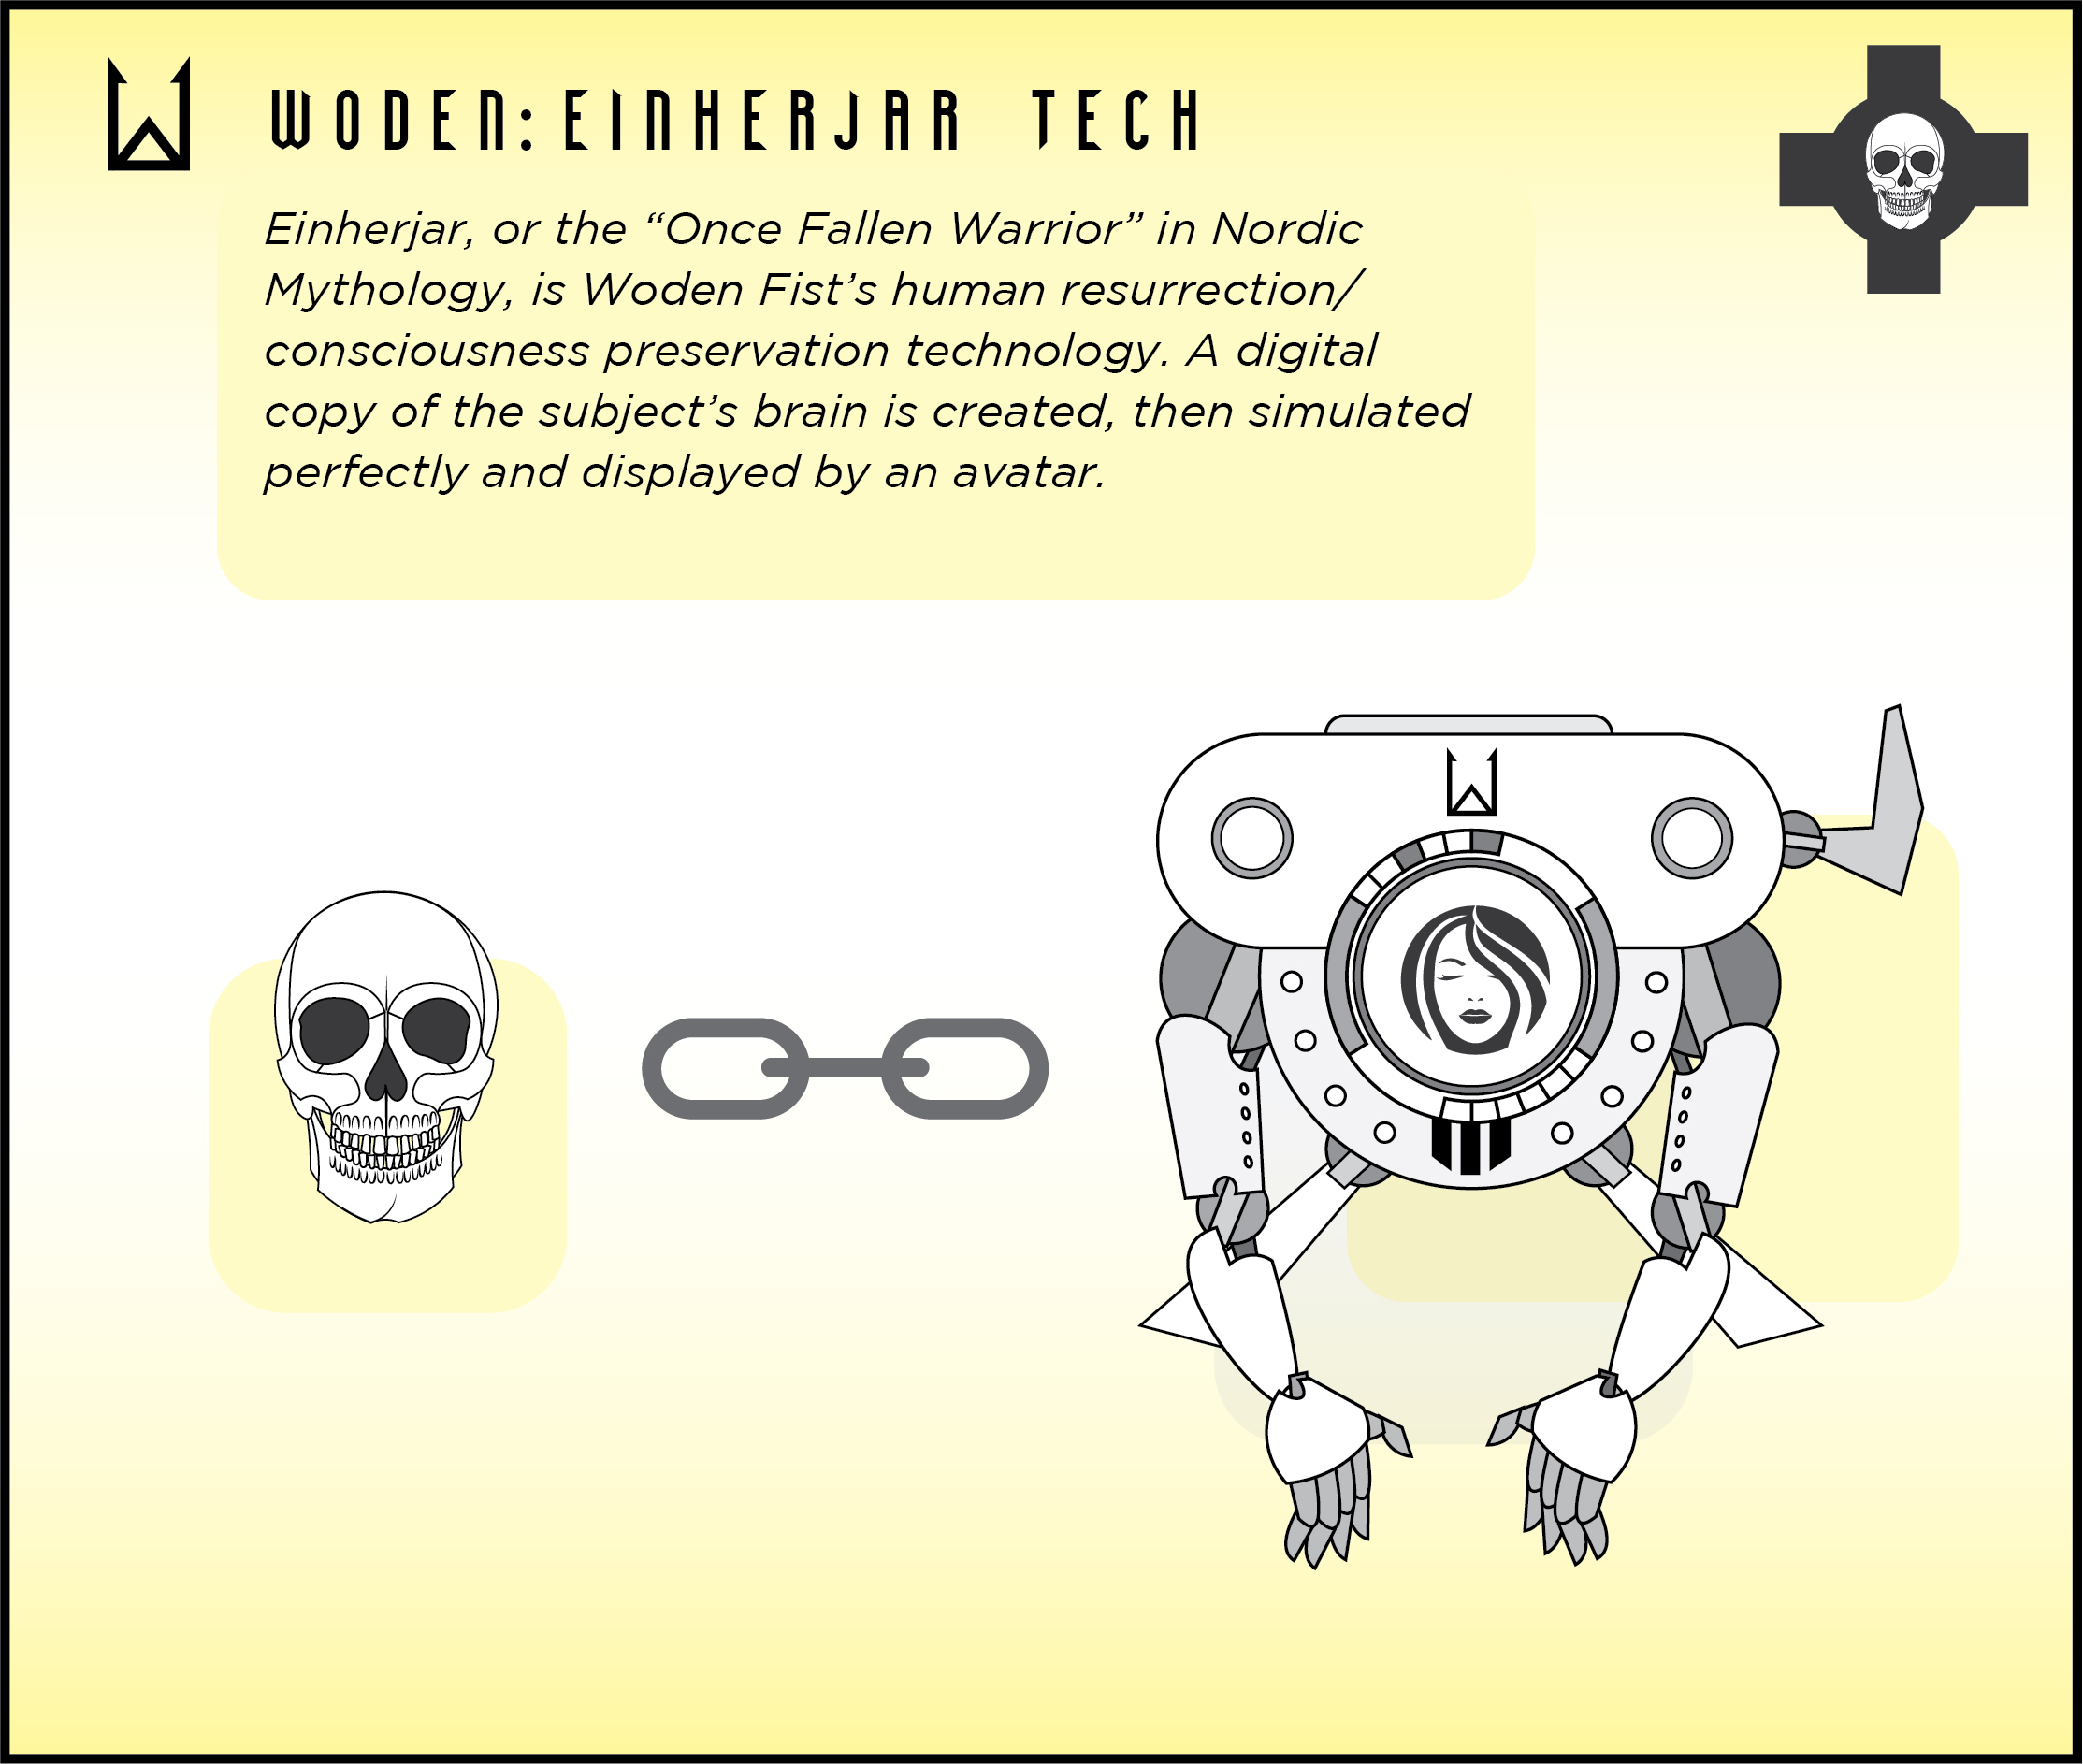 WODEN: EINHERJAR TECH
Einherjar, or the “Once Fallen Warrior” in Nordic
Mythology, is Woden Fist’s human resurrection/
consciousness preservation technology. A digital
copy of the subject’s brain is created, then simulated
perfectly and displayed by an avatar.